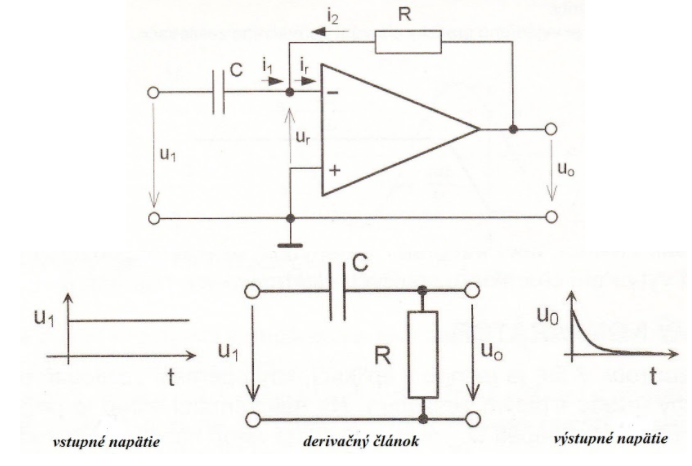 i₂
R
C
i₁
iᵣ
−
uᵣ
u₁
+
uₒ
C
u₁
t
u₁
R
uₒ
u₀
t
vstupné napätie
derivačný článok
výstupné napätie